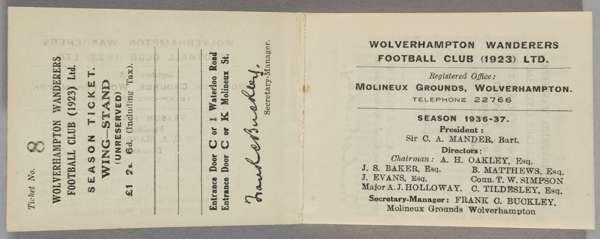 Ticket No. 8
WOLVERHAMPTON WANDERERS
FOOTBALL CLUB (1923) Ltd.
SEASON TICKET.
WING—STAND
(UNRESERVED)
£1 2s. 6d. (Including Tax).
Entrance Door C or I Waterloo Road
Entrance Door C or K Molineux St.
Frank C Buckley.
Secretary-Manager.
WOLVERHAMPTON WANDERERS
FOOTBALL CLUB (1923) LTD.
Registered Office:
MOLINEUX GROUNDS, WOLVERHAMPTON.
TELEPHONE 22766
SEASON 1936-37.
President:
Sir C. A. MANDER, Bart.
Directors:
Chairman: A. H. OAKLEY, Esq.
J. S. BAKER, Esq. B. MATTHEWS, Esq.
J. EVANS, Esq. Coun. T. W. SIMPSON
Major A. J. HOLLOWAY. C. TILDESLEY, Esq.
Secretary-Manager: FRANK C. BUCKLEY,
Molineux Grounds Wolverhampton